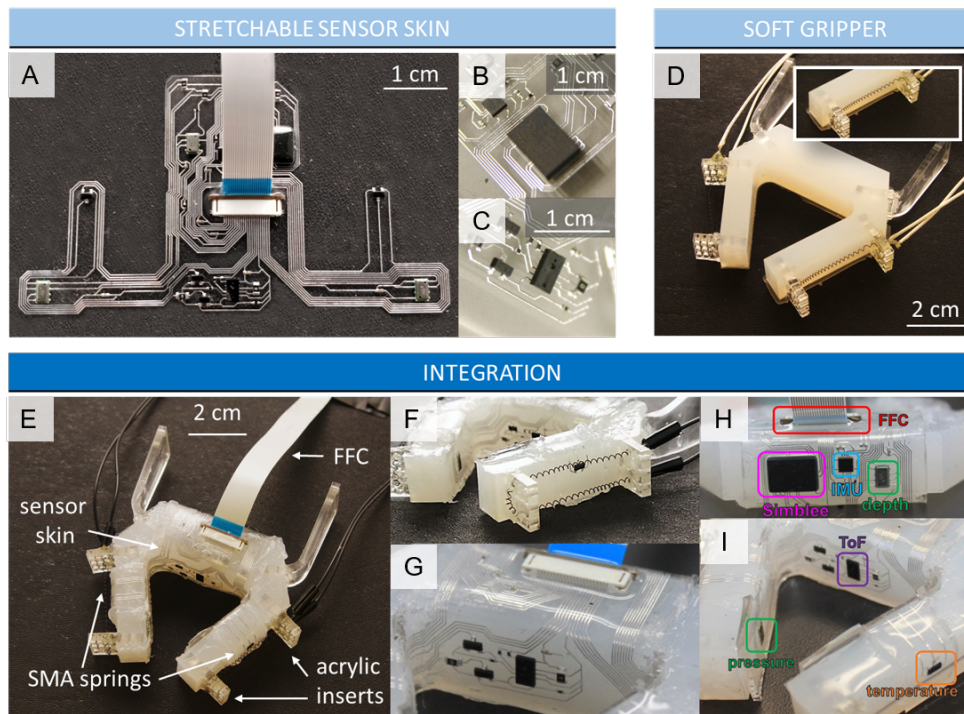 STRETCHABLE SENSOR SKIN
SOFT GRIPPER
A
1 cm
B
1 cm
C
1 cm
D
2 cm
INTEGRATION
E
2 cm
FFC
sensor
skin
SMA springs
acrylic
inserts
F
G
H
FFC
Simblee
IMU
depth
I
ToF
pressure
temperature